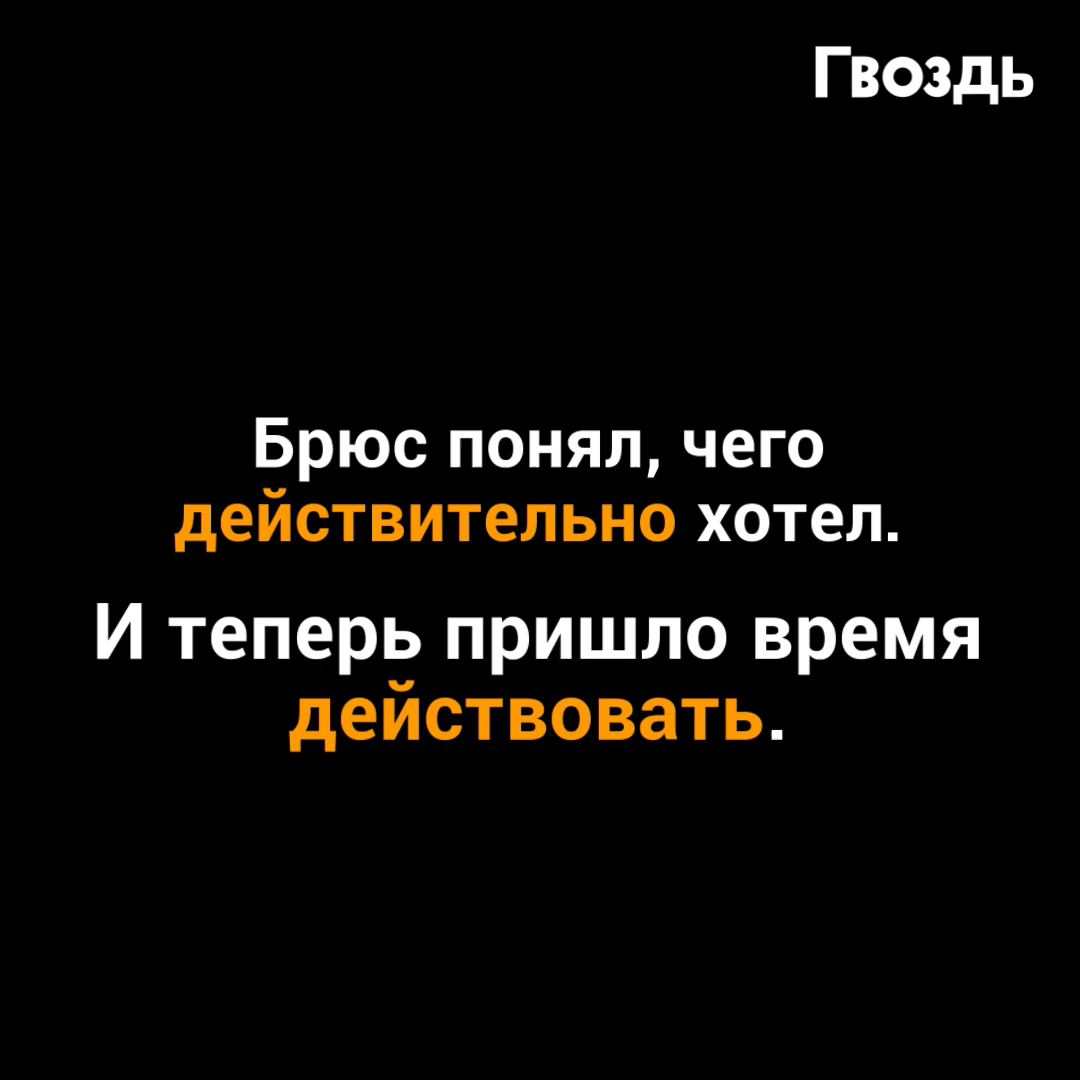 Гвоздь
Брюс понял, чего
действительно хотел.
И теперь пришло время
действовать.